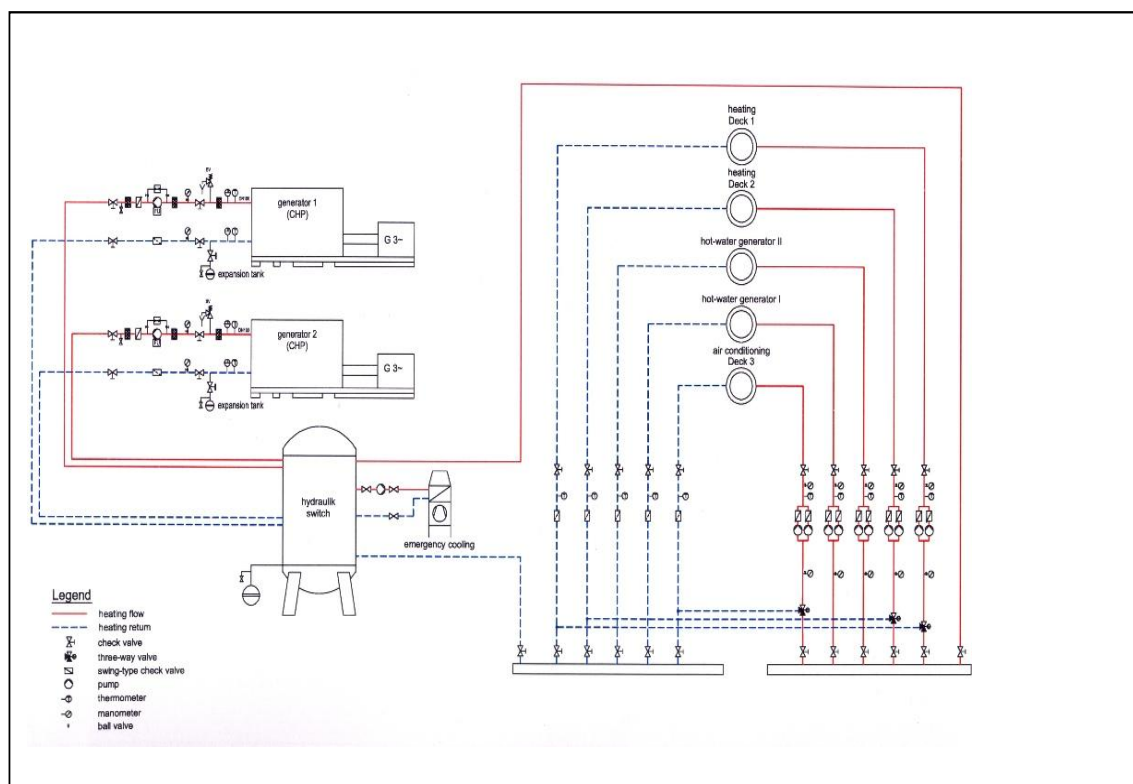 heating
Deck 1
heating
Deck 2
hot-water generator II
hot-water generator I
air conditioning
Deck 3
generator 1
(CHP)
G 3~
expansion tank
generator 2
(CHP)
G 3~
expansion tank
hydraulik
switch
emergency cooling
Legend
heating flow
heating return
check valve
three-way valve
swing-type check valve
pump
thermometer
manometer
ball valve